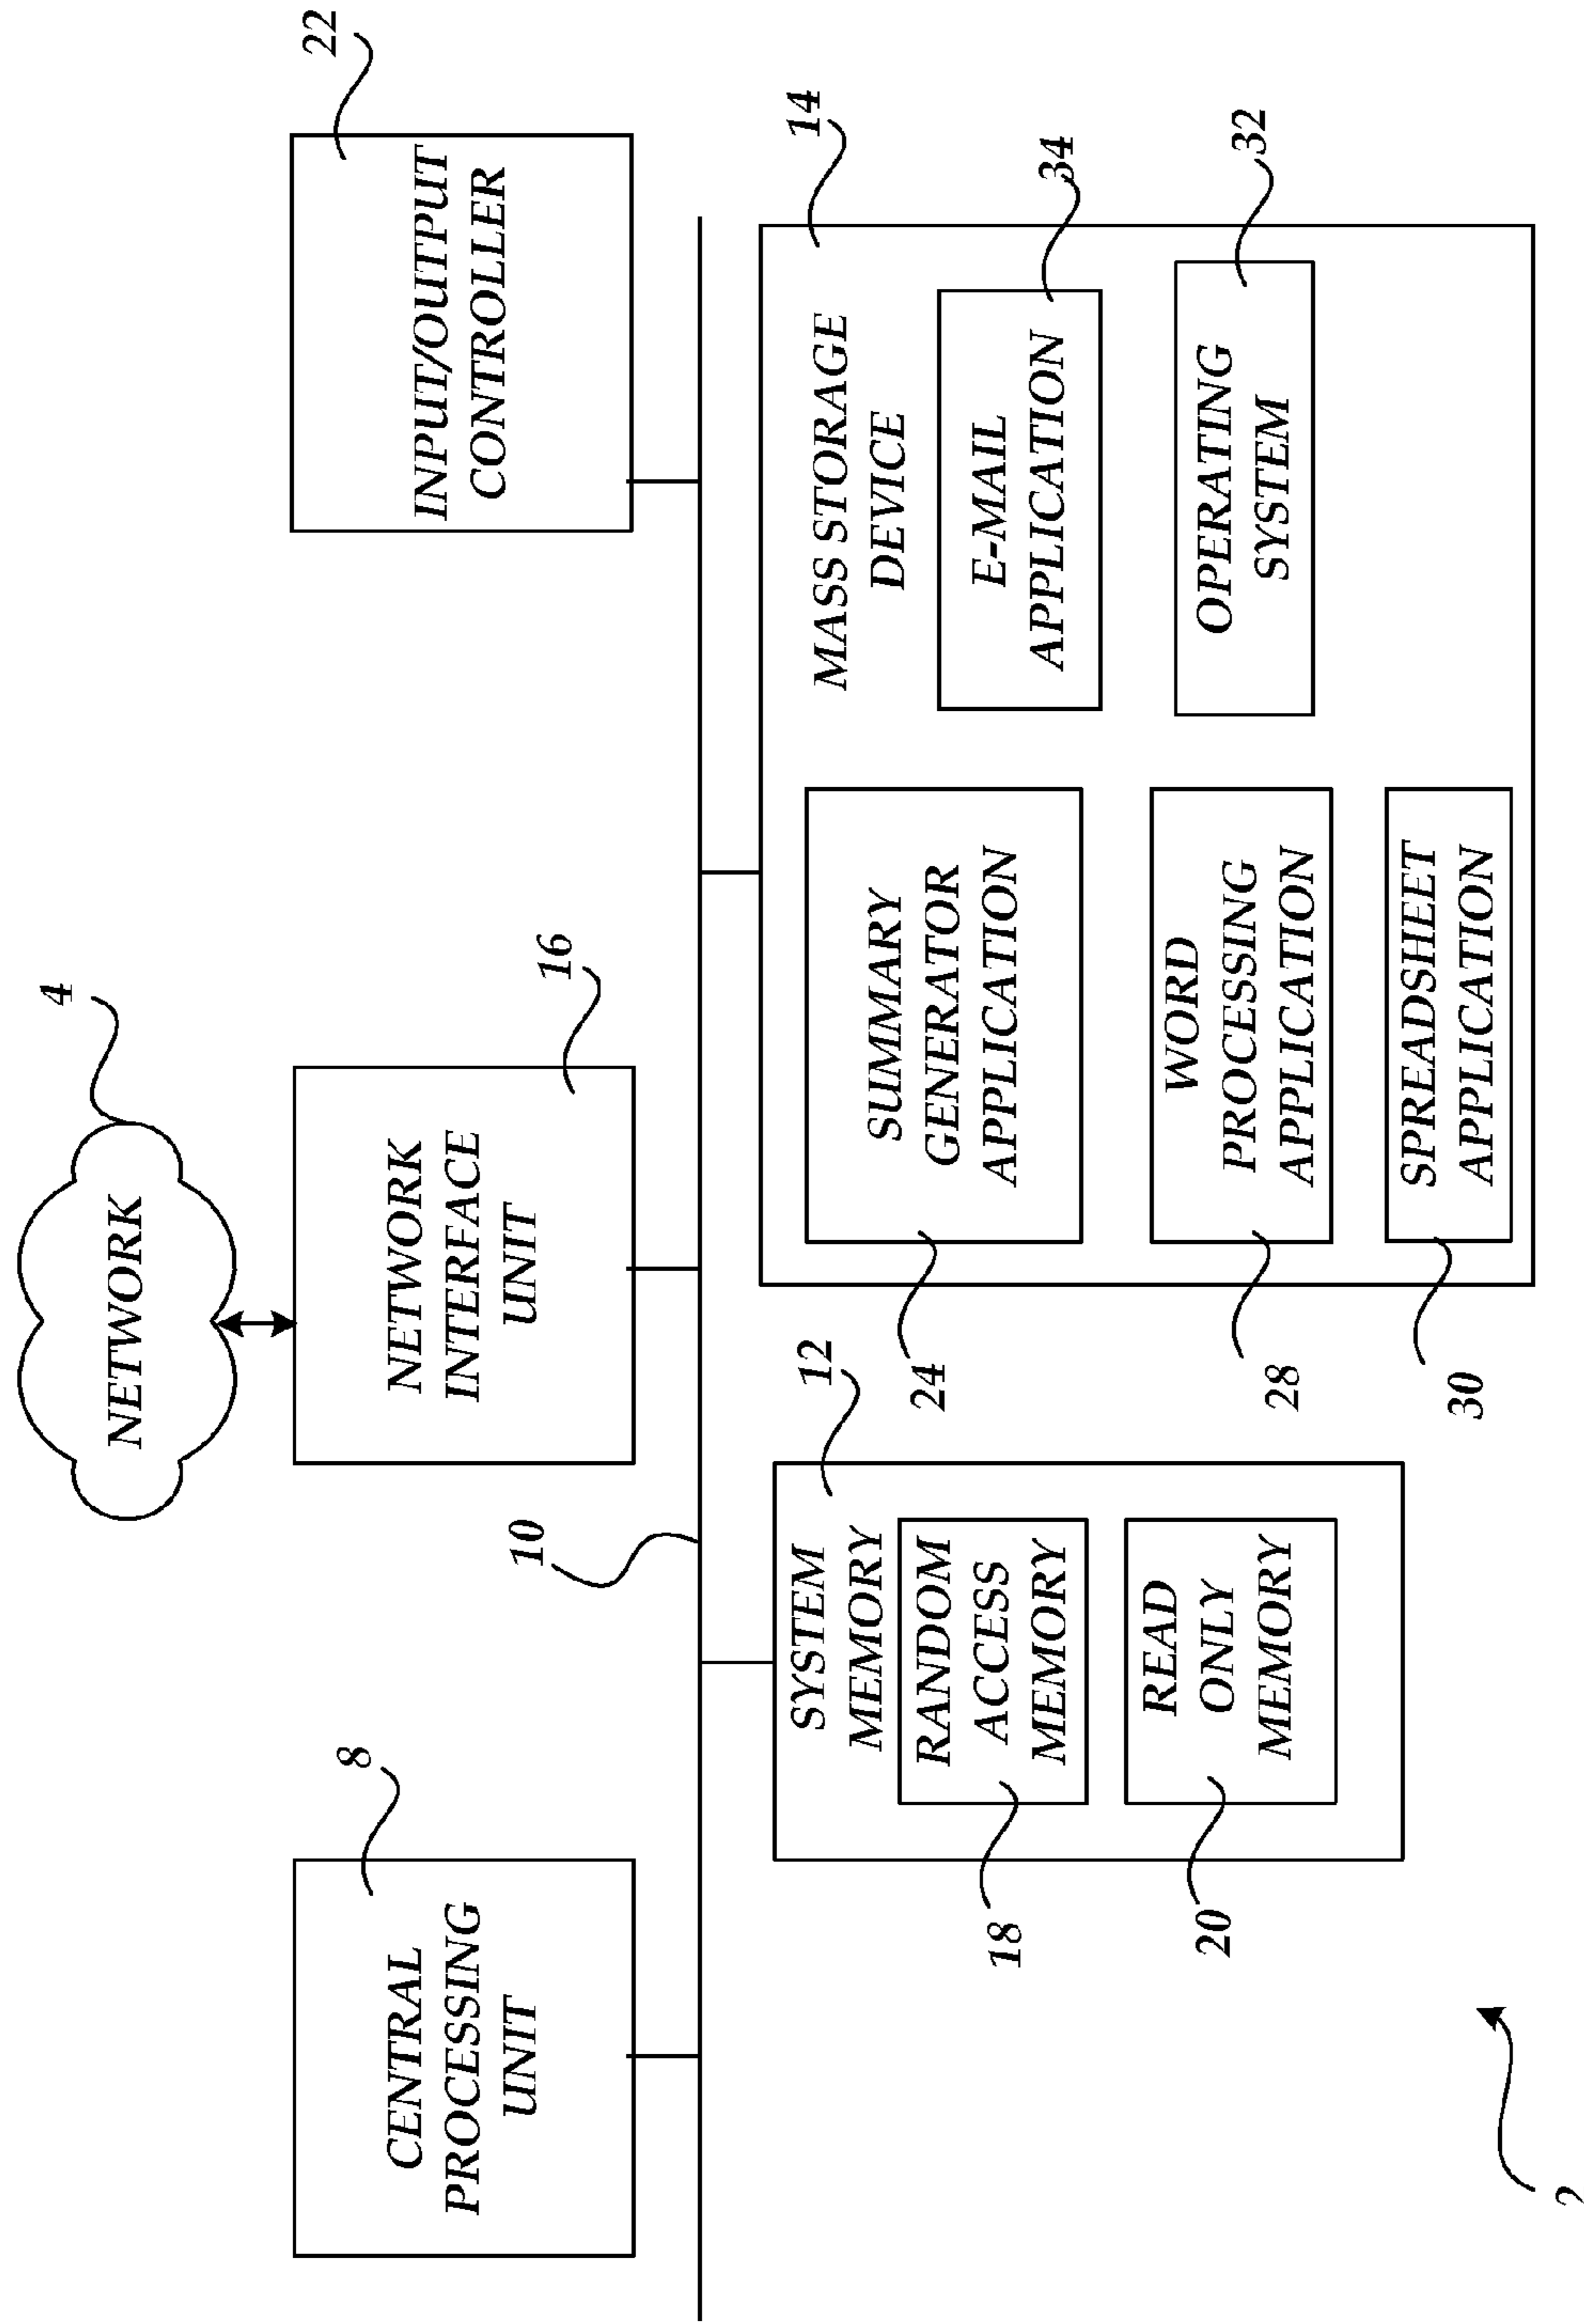 4
NETWORK
8
CENTRAL
PROCESSING
UNIT
16
NETWORK
INTERFACE
UNIT
22
INPUT/OUTPUT
CONTROLLER
10
12
SYSTEM
MEMORY
RANDOM
ACCESS
MEMORY
18
READ
ONLY
MEMORY
20
14
MASS STORAGE
DEVICE
SUMMARY
GENERATOR
APPLICATION
24
E-MAIL
APPLICATION
34
WORD
PROCESSING
APPLICATION
28
OPERATING
SYSTEM
32
SPREADSHEET
APPLICATION
30
2